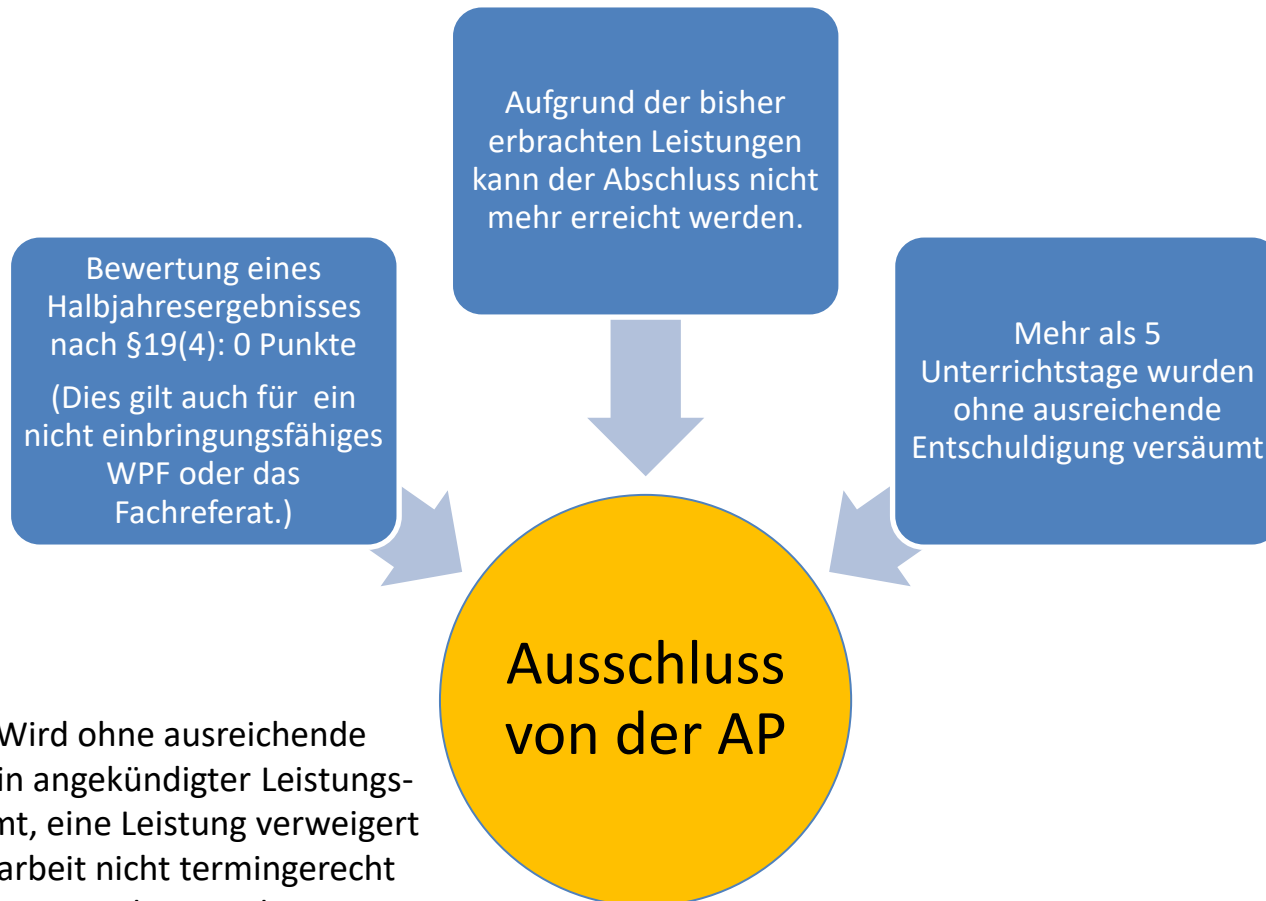 Aufgrund der bisher
erbrachten Leistungen
kann der Abschluss nicht
mehr erreicht werden.
Bewertung eines
Halbjahresergebnisses
nach §19(4): 0 Punkte
(Dies gilt auch für ein
nicht einbringungsfähiges
WPF oder das
Fachreferat.)
Mehr als 5
Unterrichtstage wurden
ohne ausreichende
Entschuldigung versäumt
Ausschluss
von der AP
Wird ohne ausreichende
in angekündigter Leistungs-
mt, eine Leistung verweigert
arbeit nicht termingerecht